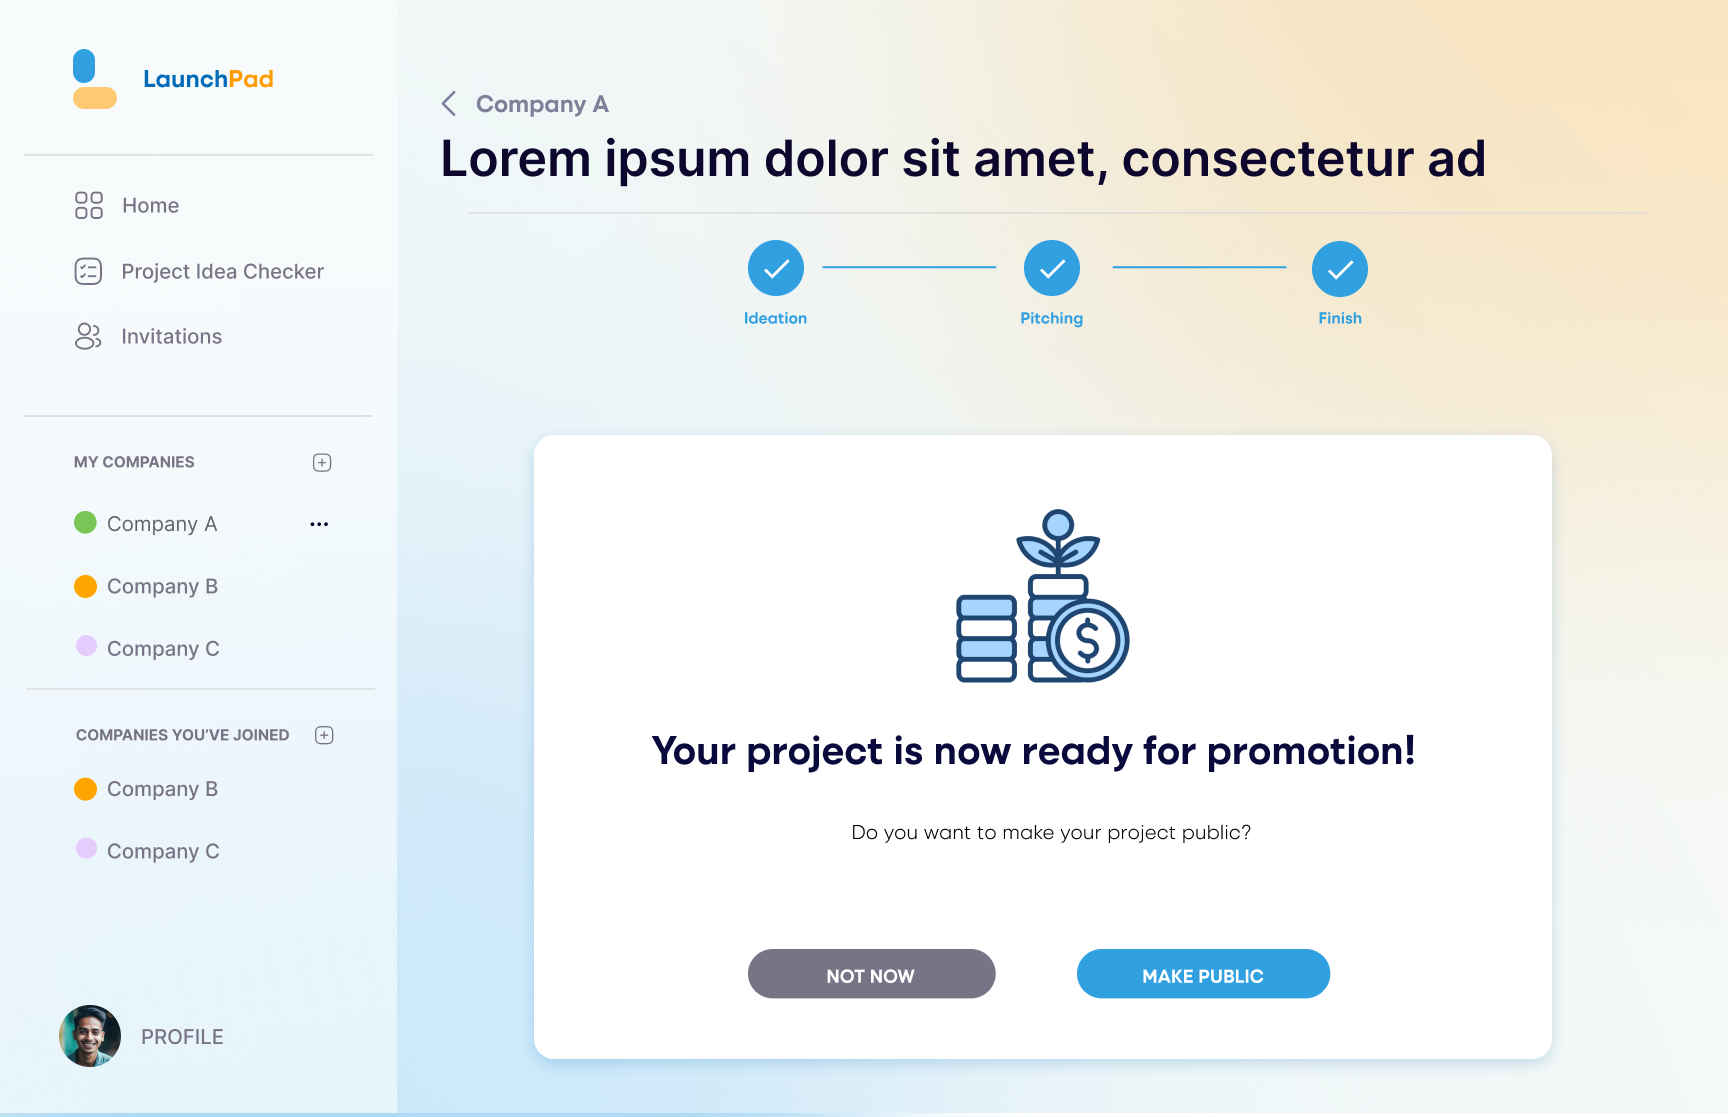 LaunchPad
Home
Project Idea Checker
Invitations
MY COMPANIES
Company A
Company B
Company C
COMPANIES YOU’VE JOINED
Company B
Company C
PROFILE
Company A
Lorem ipsum dolor sit amet, consectetur ad
Ideation
Pitching
Finish
$
Your project is now ready for promotion!
Do you want to make your project public?
NOT NOW
MAKE PUBLIC